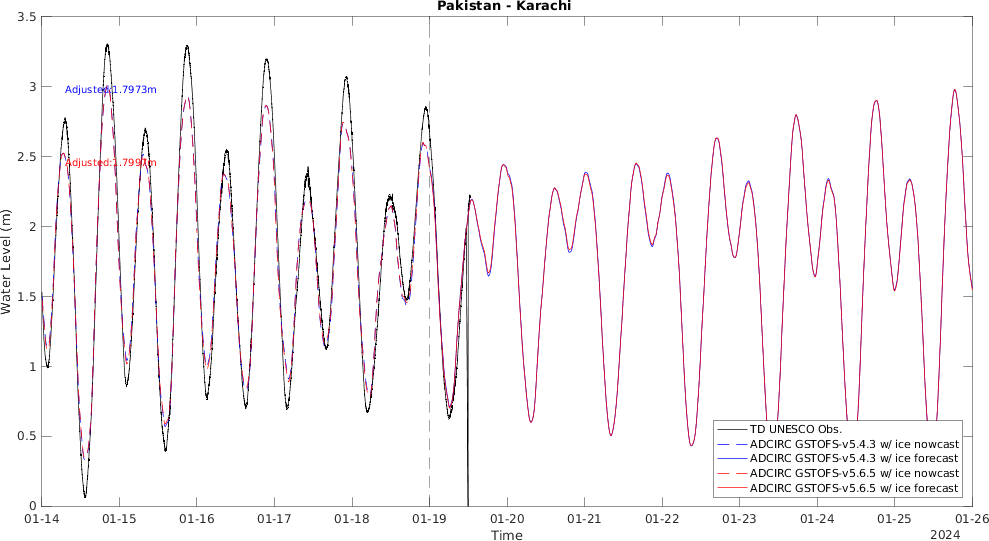 Pakistan - Karachi
Water Level (m)
3.5
3
2.5
2
1.5
1
0.5
0
Adjusted:1.7973m
Adjusted:1.7997m
TD UNESCO Obs.
ADCIRC GSTOFS-v5.4.3 w/ ice nowcast
ADCIRC GSTOFS-v5.4.3 w/ ice forecast
ADCIRC GSTOFS-v5.6.5 w/ ice nowcast
ADCIRC GSTOFS-v5.6.5 w/ ice forecast
01-14 01-15 01-16 01-17 01-18 01-19 01-20 01-21 01-22 01-23 01-24 01-25 01-26
Time
2024